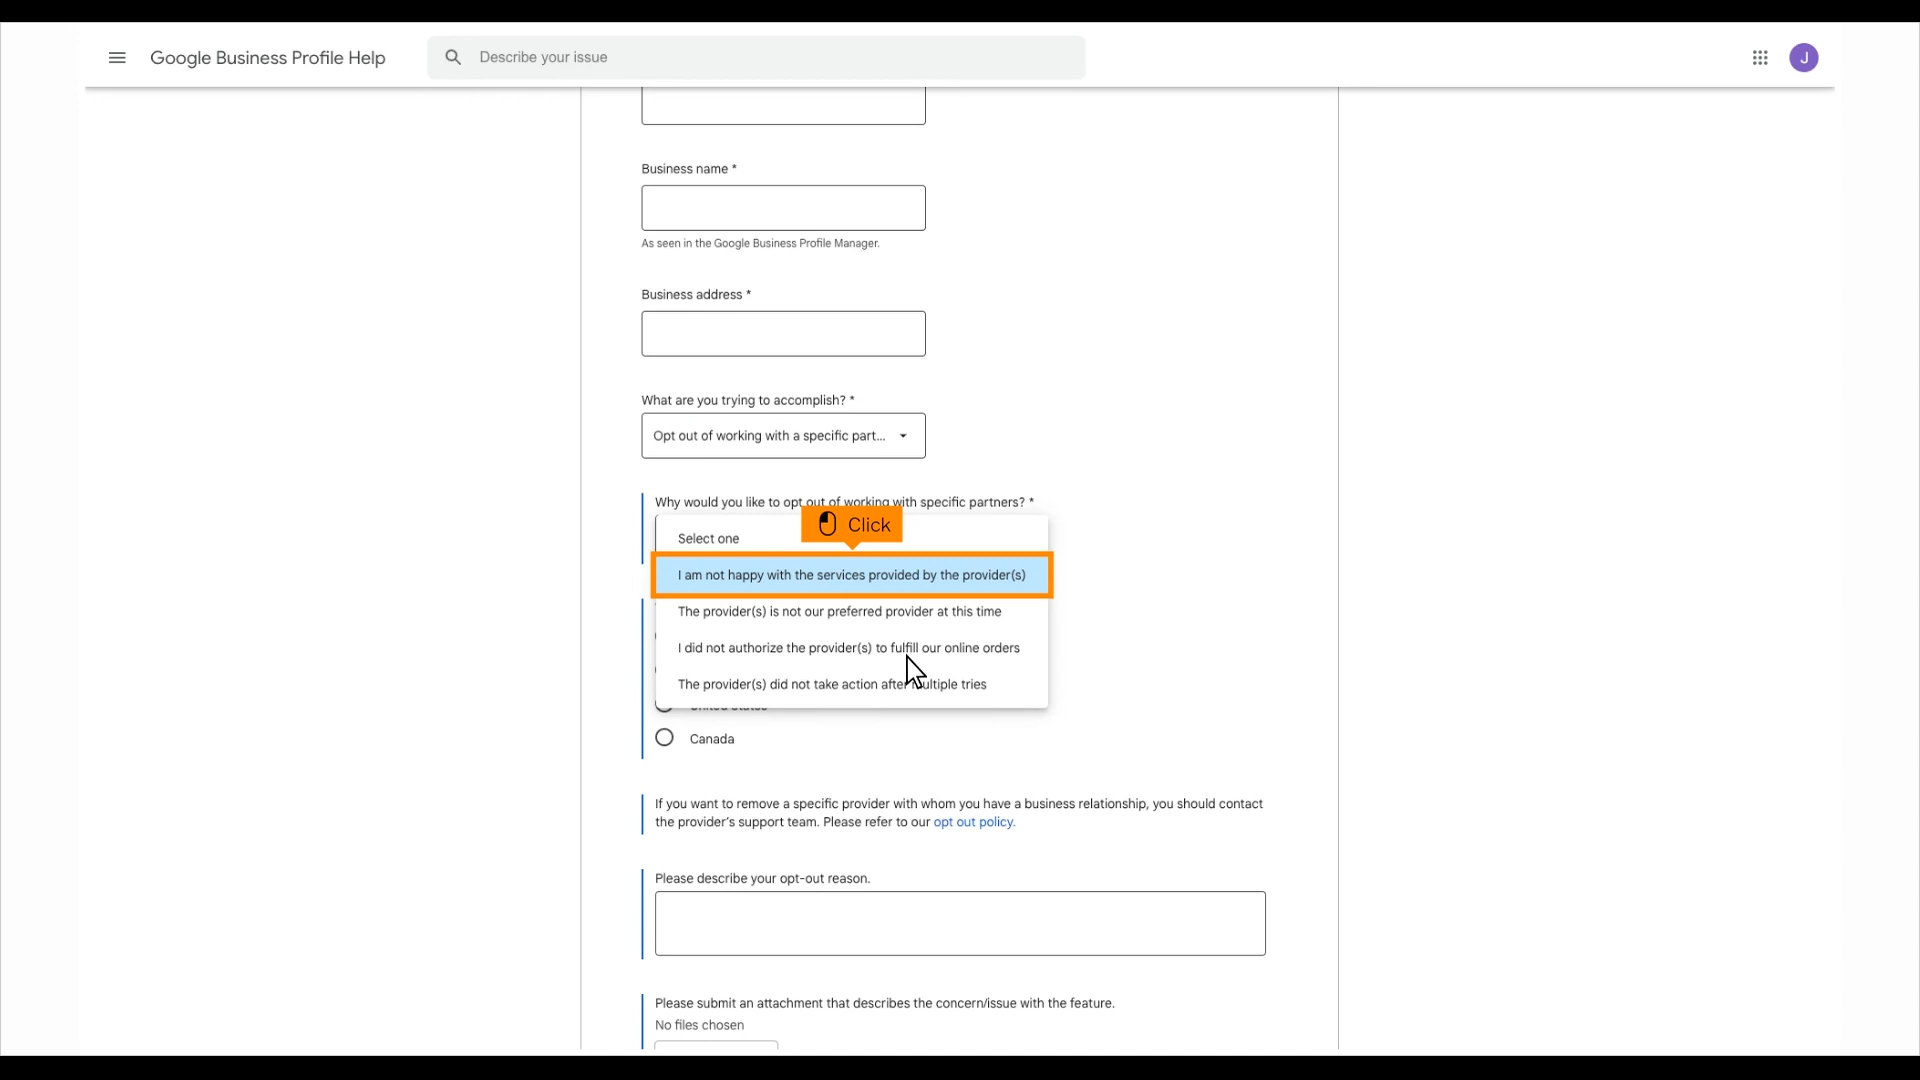 Google Business Profile Help
Describe your issue
J
Business name *
As seen in the Google Business Profile Manager.
Business address *
What are you trying to accomplish? *
Opt out of working with a specific part...
Why would you like to opt out of working with specific partners? *
Click
Select one
I am not happy with the services provided by the provider(s)
The provider(s) is not our preferred provider at this time
I did not authorize the provider(s) to fulfill our online orders
The provider(s) did not take action after multiple tries
United States
Canada
If you want to remove a specific provider with whom you have a business relationship, you should contact
the provider's support team. Please refer to our opt out policy.
Please describe your opt-out reason.
Please submit an attachment that describes the concern/issue with the feature.
No files chosen